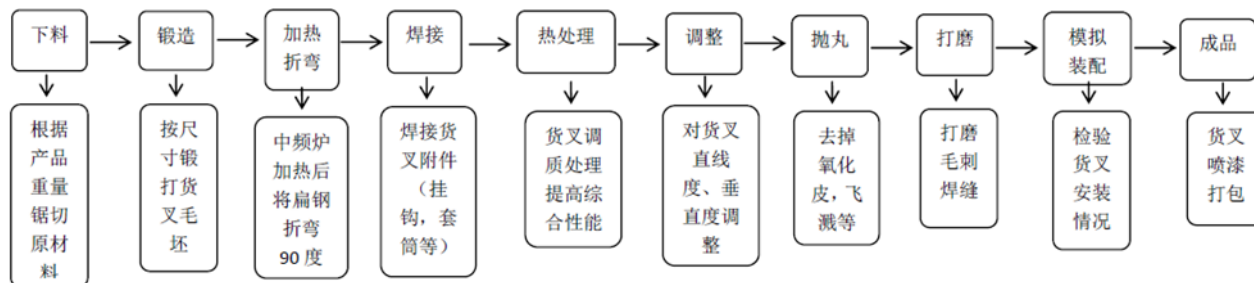 下料
锻造
加热
折弯
焊接
热处理
调整
抛丸
打磨
模拟
装配
成品
根据
产品
重量
锯切
原材
料
按尺
寸锻
打货
叉毛
坯
中频炉
加热后
将扁钢
折弯
90 度
焊接货
叉附件
（挂
钩，套
筒等）
货叉调
质处理
提高综
合性能
对货叉
直线
度、垂
直度调
整
去掉
氧化
皮，飞
溅等
打磨
毛刺
焊缝
检验
货叉
安装
情况
货叉
喷漆
打包